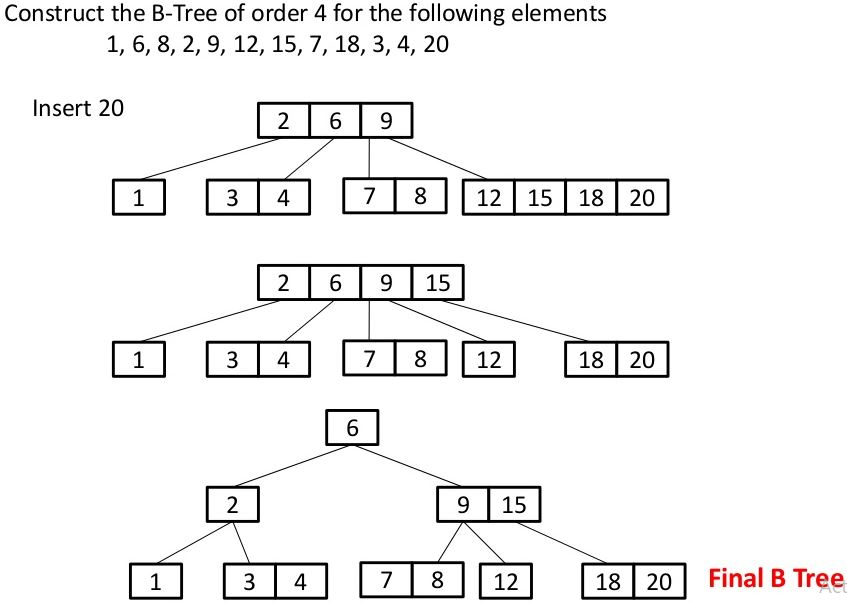 Construct the B-Tree of order 4 for the following elements
1, 6, 8, 2, 9, 12, 15, 7, 18, 3, 4, 20
Insert 20
2 6 9
1 3 4 7 8 12 15 18 20
2 6 9 15
1 3 4 7 8 12 18 20
6
2 9 15
1 3 4 7 8 12 18 20
Final B Tree
Act